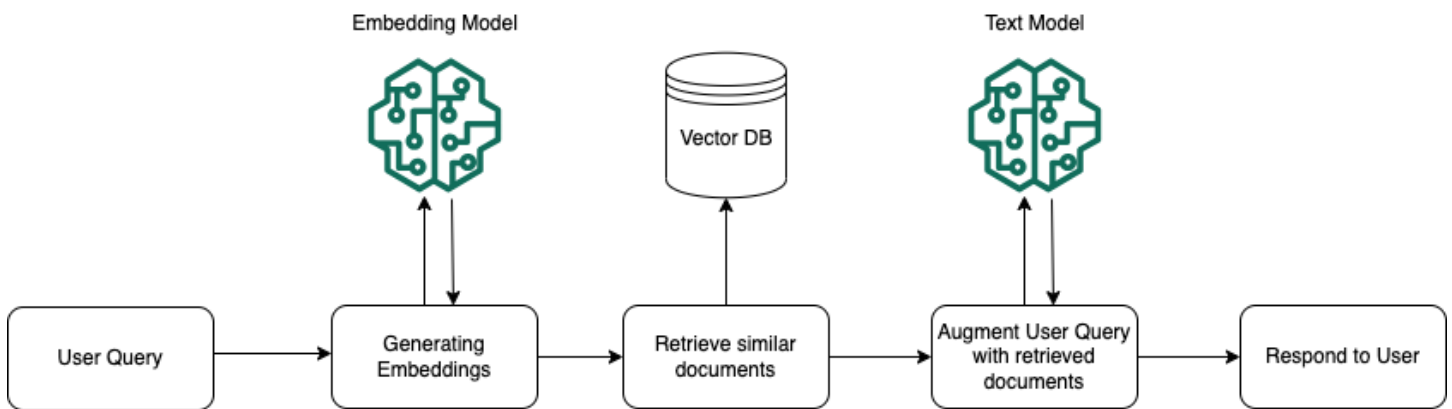 Embedding Model
Text Model
Vector DB
User Query
Generating
Embeddings
Retrieve similar
documents
Augment User Query
with retrieved
documents
Respond to User